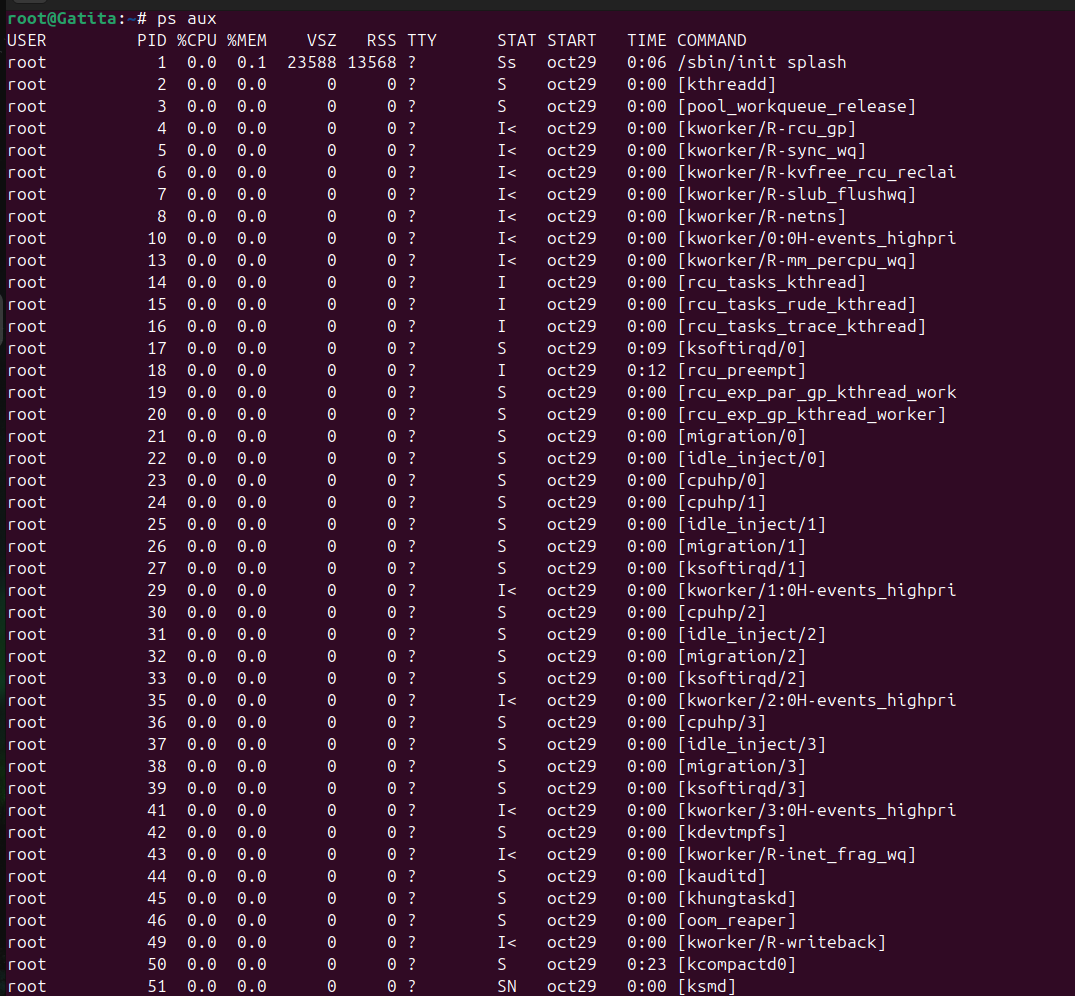 root@Gatita:~# ps aux
USER         PID %CPU %MEM    VSZ   RSS TTY      STAT START   TIME COMMAND
root           1  0.0  0.1  23588 13568 ?        Ss   oct29   0:06 /sbin/init splash
root           2  0.0  0.0      0     0 ?        S    oct29   0:00 [kthreadd]
root           3  0.0  0.0      0     0 ?        S    oct29   0:00 [pool_workqueue_release]
root           4  0.0  0.0      0     0 ?        I<   oct29   0:00 [kworker/R-rcu_gp]
root           5  0.0  0.0      0     0 ?        I<   oct29   0:00 [kworker/R-sync_wq]
root           6  0.0  0.0      0     0 ?        I<   oct29   0:00 [kworker/R-kvfree_rcu_reclai
root           7  0.0  0.0      0     0 ?        I<   oct29   0:00 [kworker/R-slub_flushwq]
root           8  0.0  0.0      0     0 ?        I<   oct29   0:00 [kworker/R-netns]
root          10  0.0  0.0      0     0 ?        I<   oct29   0:00 [kworker/0:0H-events_highpri
root          13  0.0  0.0      0     0 ?        I<   oct29   0:00 [kworker/R-mm_percpu_wq]
root          14  0.0  0.0      0     0 ?        I    oct29   0:00 [rcu_tasks_kthread]
root          15  0.0  0.0      0     0 ?        I    oct29   0:00 [rcu_tasks_rude_kthread]
root          16  0.0  0.0      0     0 ?        I    oct29   0:00 [rcu_tasks_trace_kthread]
root          17  0.0  0.0      0     0 ?        S    oct29   0:09 [ksoftirqd/0]
root          18  0.0  0.0      0     0 ?        I    oct29   0:12 [rcu_preempt]
root          19  0.0  0.0      0     0 ?        S    oct29   0:00 [rcu_exp_par_gp_kthread_work
root          20  0.0  0.0      0     0 ?        S    oct29   0:00 [rcu_exp_gp_kthread_worker]
root          21  0.0  0.0      0     0 ?        S    oct29   0:00 [migration/0]
root          22  0.0  0.0      0     0 ?        S    oct29   0:00 [idle_inject/0]
root          23  0.0  0.0      0     0 ?        S    oct29   0:00 [cpuhp/0]
root          24  0.0  0.0      0     0 ?        S    oct29   0:00 [cpuhp/1]
root          25  0.0  0.0      0     0 ?        S    oct29   0:00 [idle_inject/1]
root          26  0.0  0.0      0     0 ?        S    oct29   0:00 [migration/1]
root          27  0.0  0.0      0     0 ?        S    oct29   0:00 [ksoftirqd/1]
root          29  0.0  0.0      0     0 ?        I<   oct29   0:00 [kworker/1:0H-events_highpri
root          30  0.0  0.0      0     0 ?        S    oct29   0:00 [cpuhp/2]
root          31  0.0  0.0      0     0 ?        S    oct29   0:00 [idle_inject/2]
root          32  0.0  0.0      0     0 ?        S    oct29   0:00 [migration/2]
root          33  0.0  0.0      0     0 ?        S    oct29   0:00 [ksoftirqd/2]
root          35  0.0  0.0      0     0 ?        I<   oct29   0:00 [kworker/2:0H-events_highpri
root          36  0.0  0.0      0     0 ?        S    oct29   0:00 [cpuhp/3]
root          37  0.0  0.0      0     0 ?        S    oct29   0:00 [idle_inject/3]
root          38  0.0  0.0      0     0 ?        S    oct29   0:00 [migration/3]
root          39  0.0  0.0      0     0 ?        S    oct29   0:00 [ksoftirqd/3]
root          41  0.0  0.0      0     0 ?        I<   oct29   0:00 [kworker/3:0H-events_highpri
root          42  0.0  0.0      0     0 ?        S    oct29   0:00 [kdevtmpfs]
root          43  0.0  0.0      0     0 ?        I<   oct29   0:00 [kworker/R-inet_frag_wq]
root          44  0.0  0.0      0     0 ?        S    oct29   0:00 [kauditd]
root          45  0.0  0.0      0     0 ?        S    oct29   0:00 [khungtaskd]
root          46  0.0  0.0      0     0 ?        S    oct29   0:00 [oom_reaper]
root          49  0.0  0.0      0     0 ?        I<   oct29   0:00 [kworker/R-writeback]
root          50  0.0  0.0      0     0 ?        S    oct29   0:23 [kcompactd0]
root          51  0.0  0.0      0     0 ?        SN   oct29   0:00 [ksmd]